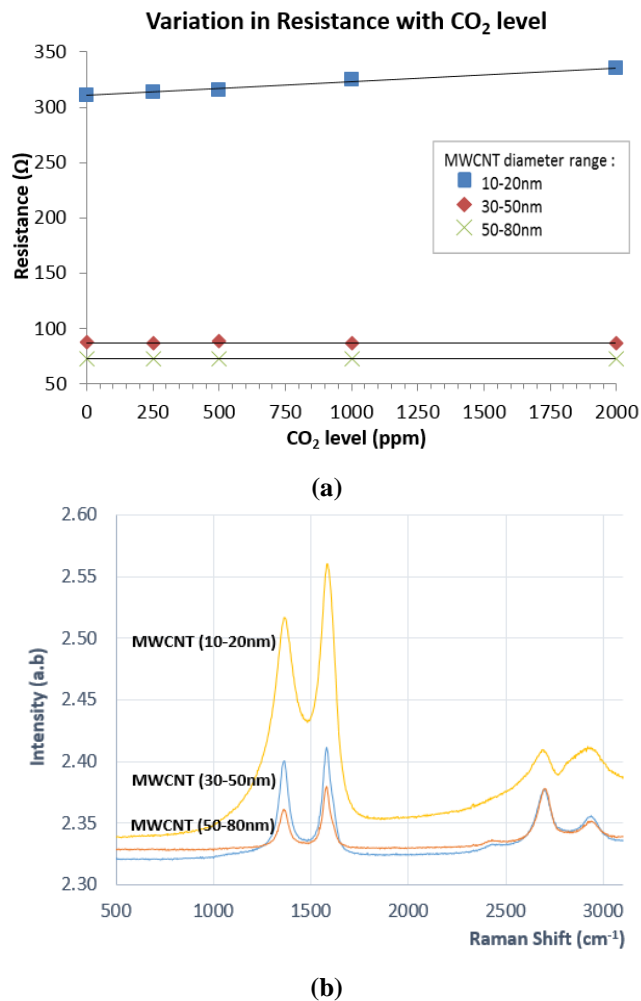 Variation in Resistance with CO₂ level
350
300
250
200
150
100
50
Resistance (Ω)
MWCNT diameter range :
10-20nm
30-50nm
50-80nm
0 250 500 750 1000 1250 1500 1750 2000
CO₂ level (ppm)
(a)
2.60
2.55
2.50
2.45
2.40
2.35
2.30
Intensity (a.b)
MWCNT (10-20nm)
MWCNT (30-50nm)
MWCNT (50-80nm)
500 1000 1500 2000 2500 3000
Raman Shift (cm⁻¹)
(b)